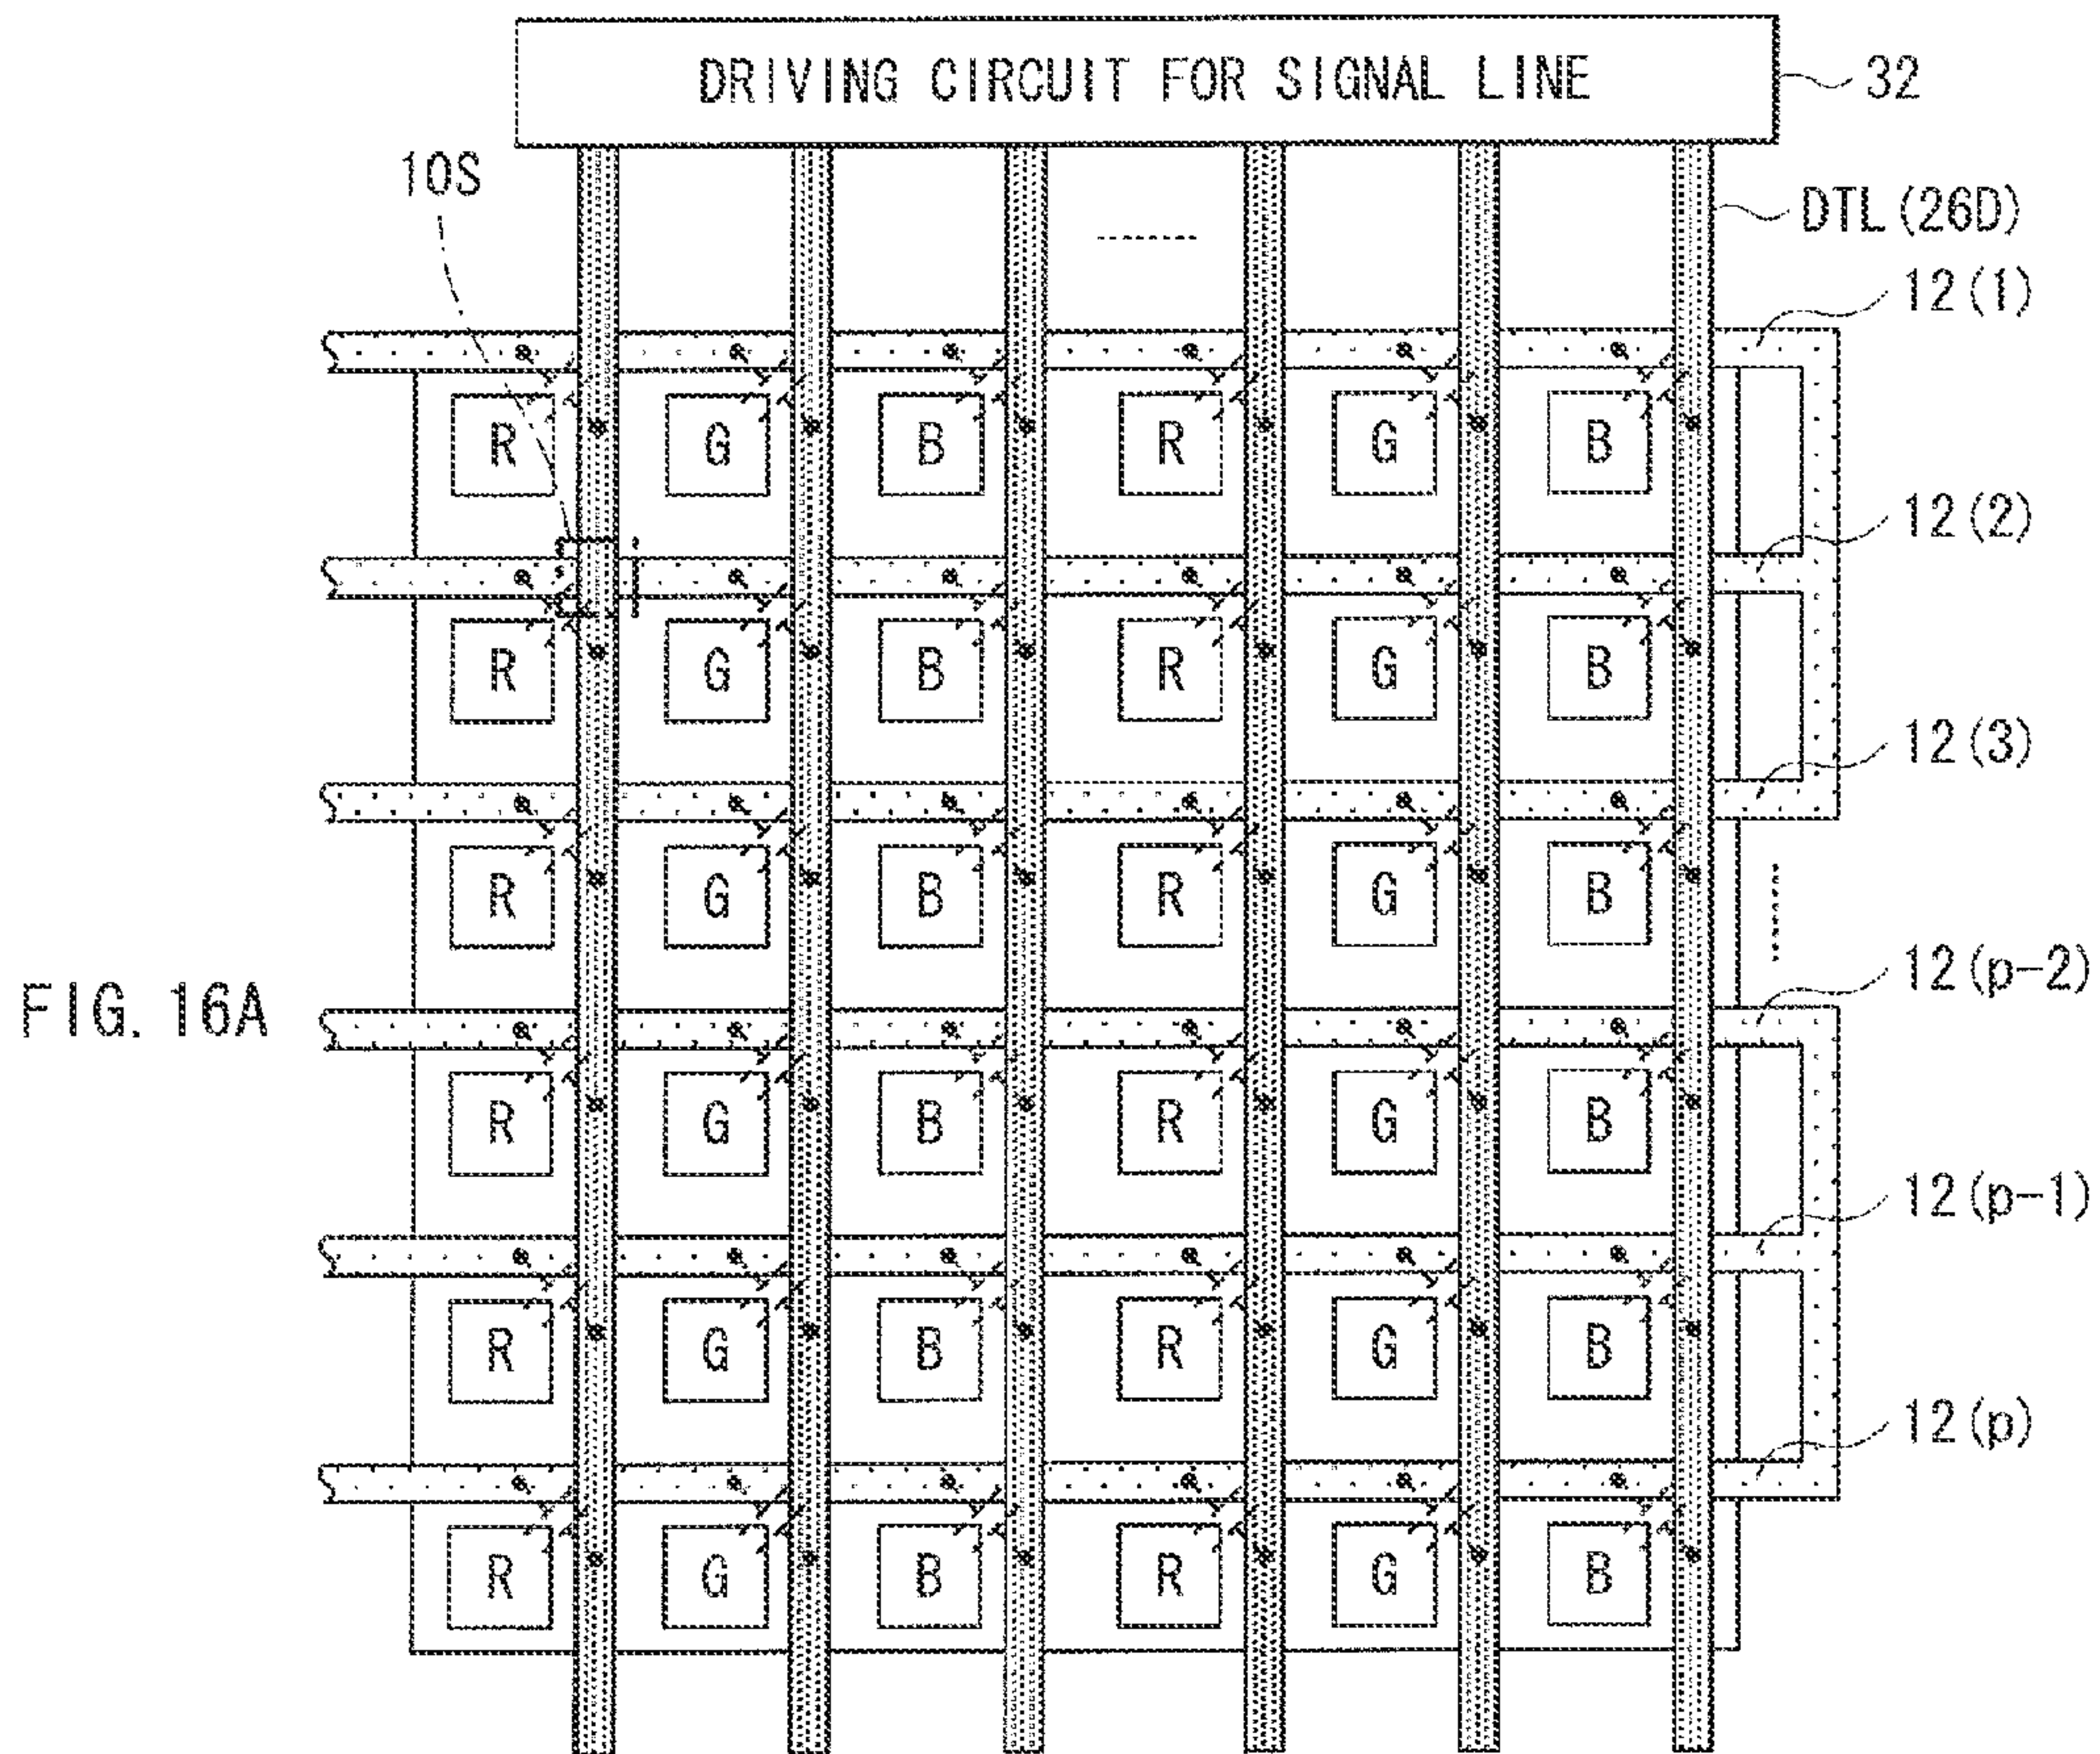 DRIVING CIRCUIT FOR SIGNAL LINE
32
10S
DTL(26D)
12(1)
R G B R G B
12(2)
R G B R G B
12(3)
R G B R G B
12(p-2)
FIG. 16A
R G B R G B
12(p-1)
R G B R G B
12(p)
R G B R G B